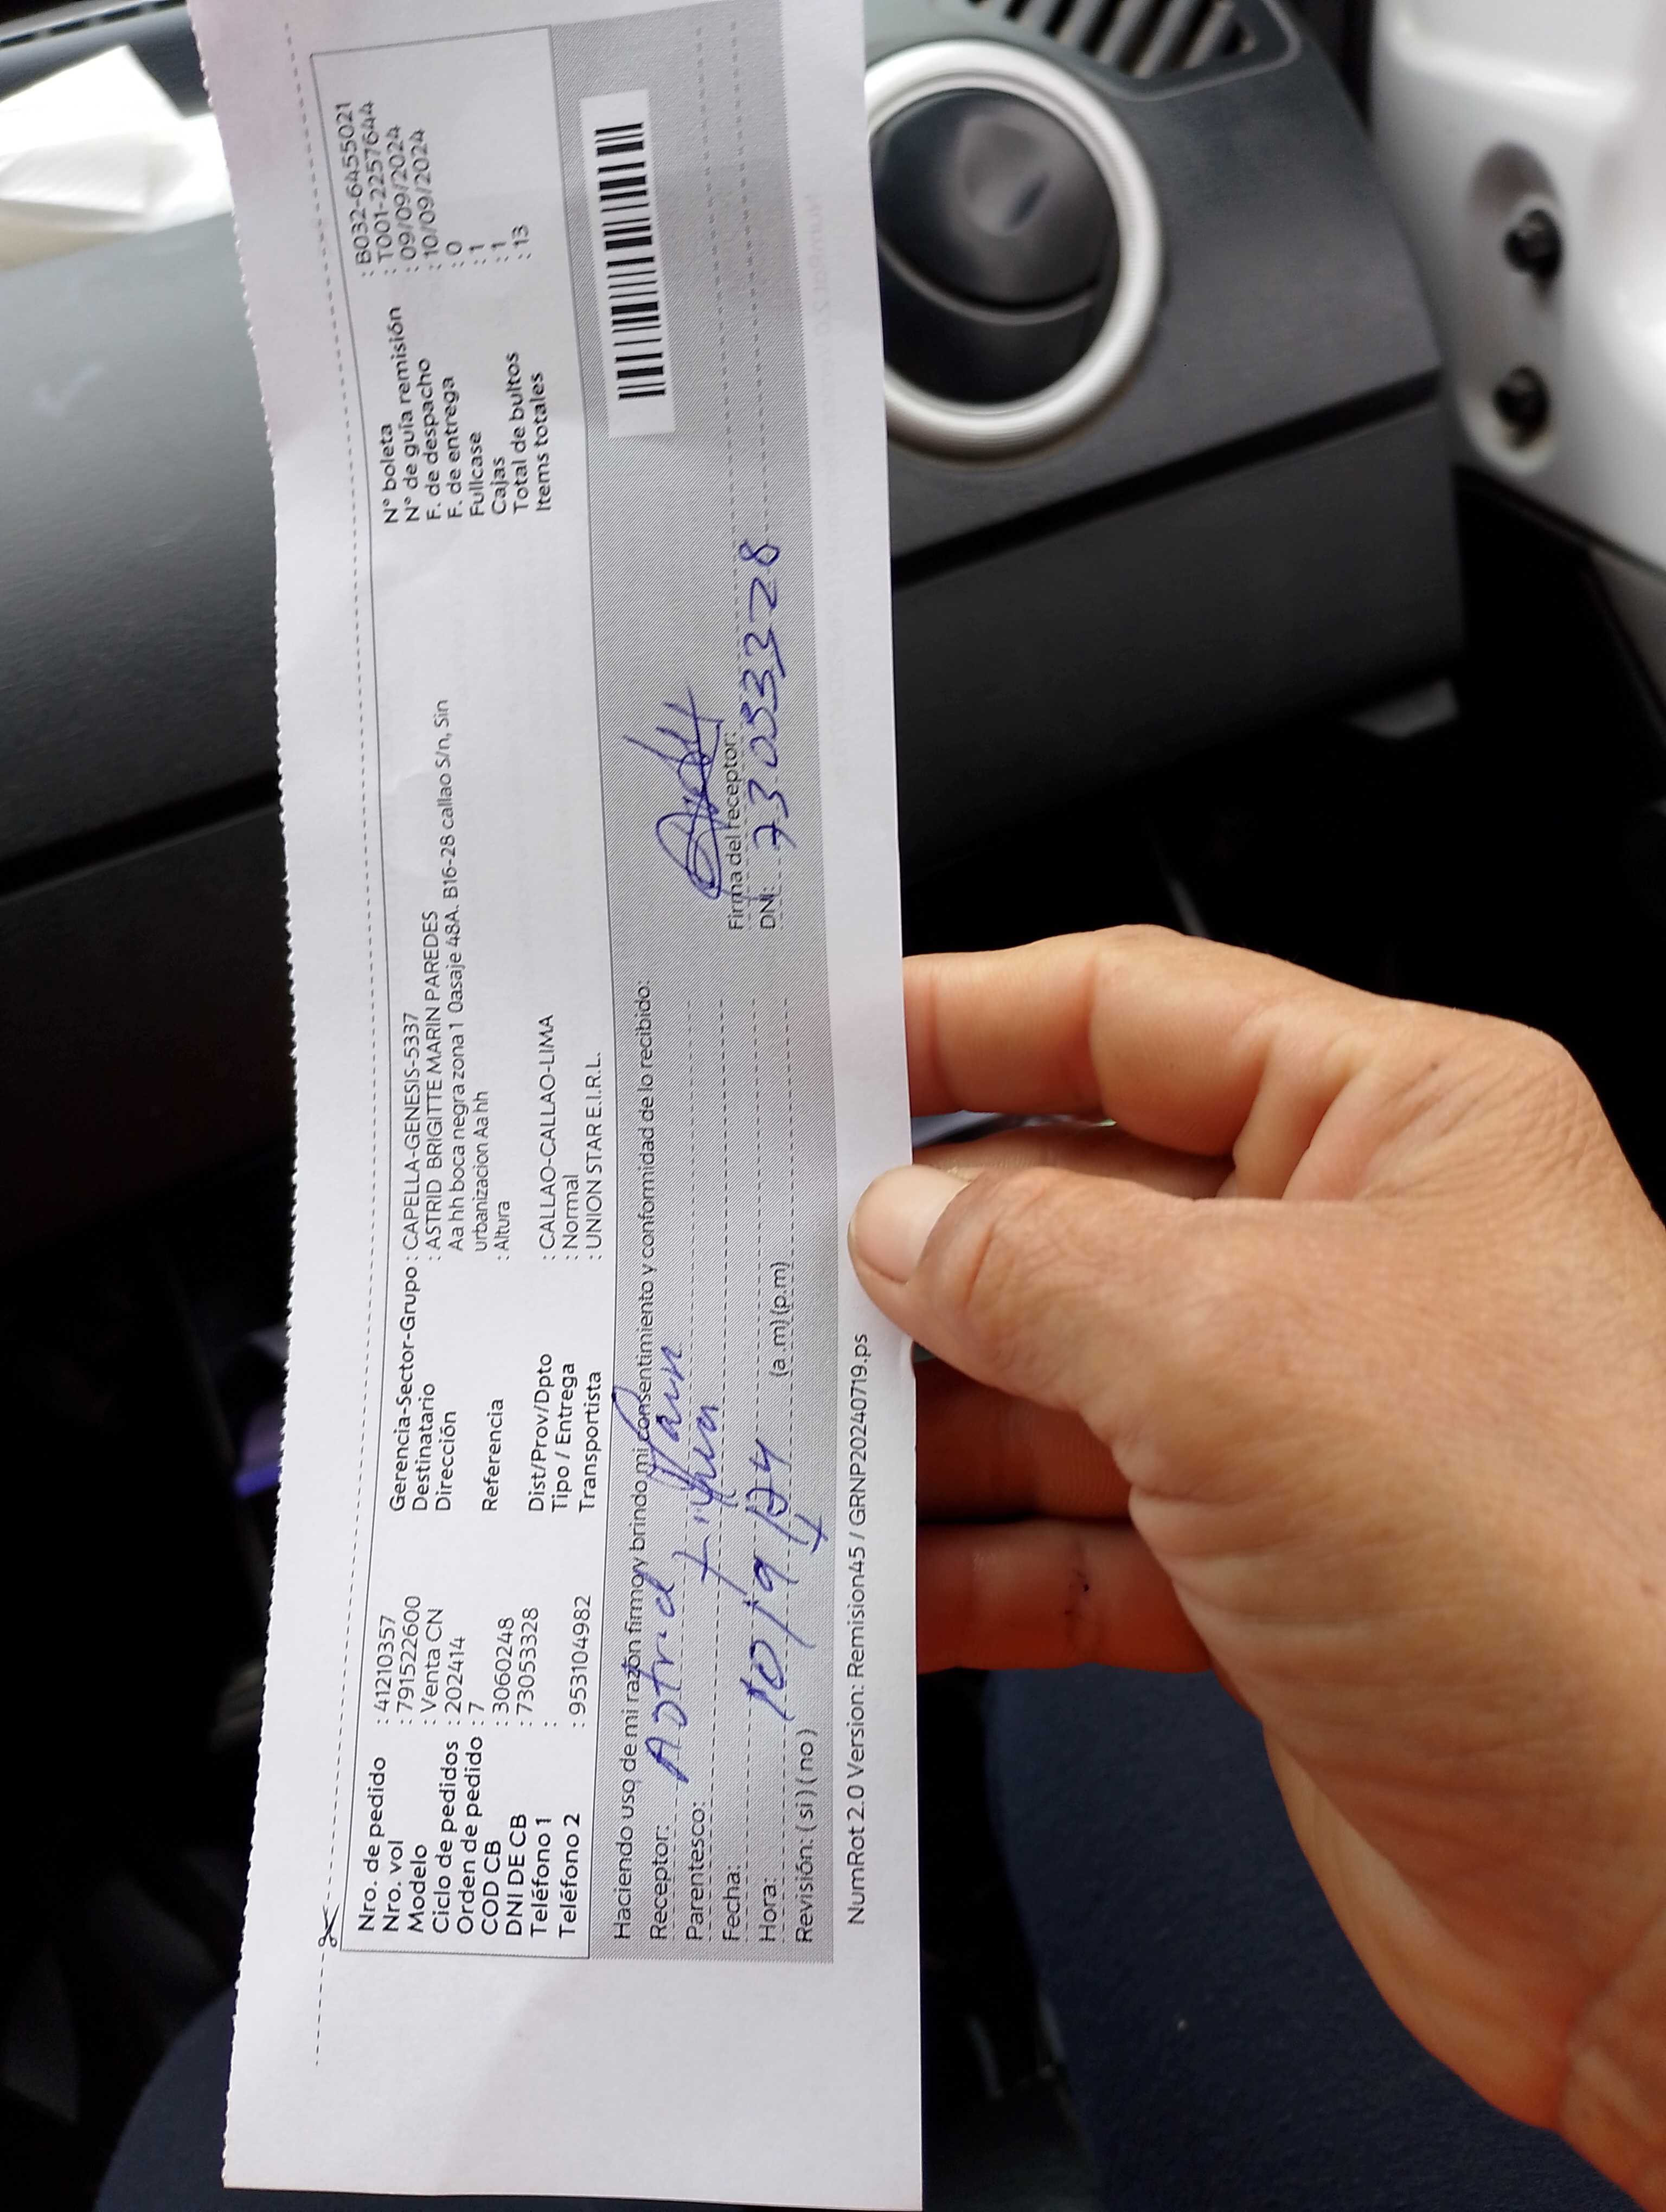 Nro. de pedido : 41210357
Nro. vol : 7915226​00
Modelo : Venta CN
Ciclo de pedidos : 202414
Orden de pedido : 7
COD CB : 3060248
DNI DE CB : 73053328
Teléfono 1 :
Teléfono 2 : 953104982
Gerencia-Sector-Grupo : CAPELLA-GENESIS-5337
Destinatario : ASTRID BRIGITTE MARIN PAREDES
Dirección Aa hh boca negra zona 1 0asaje 48A. B16-28 callao S/n, Sin
urbanizacion Aa hh
Referencia : Altura
Dist/Prov/Dpto : CALLAO-CALLAO-LIMA
Tipo / Entrega : Normal
Transportista : UNION STAR E.I.R.L.
N° boleta : B032-6455021
N° de guía remisión : T001-2257644
F. de despacho : 09/09/2024
F. de entrega : 10/09/2024
Fullcase : 0
Cajas : 1
Total de bultos : 1
Items totales : 13
Haciendo uso de mi razón firmo y brindo mi consentimiento y conformidad de lo recibido:
Receptor: Astrid Marin
Parentesco:
Fecha: 10/9/24
Hora: (a.m) (p.m)
Revisión: ( si ) ( no )
Firma del receptor:
DNI: 73053328
NumRot 2.0 Version: Remision45 / GRNP20240719.ps